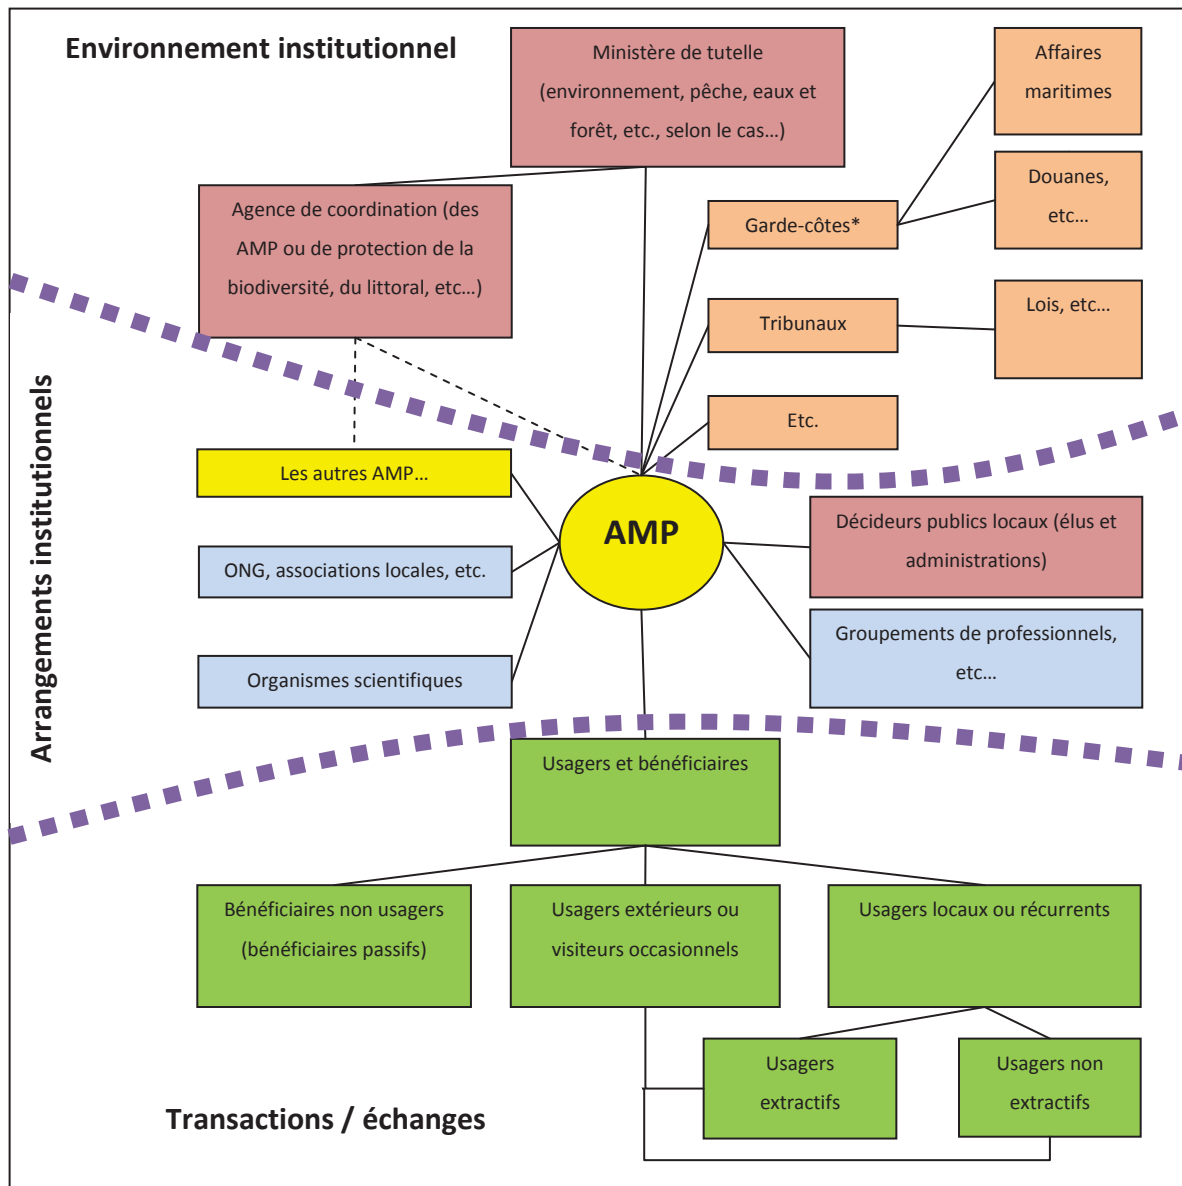 Environnement institutionnel
Ministère de tutelle
(environnement, pêche, eaux et
forêt, etc., selon le cas...)
Affaires
maritimes
Agence de coordination (des
AMP ou de protection de la
biodiversité, du littoral, etc...)
Garde-côtes*
Douanes,
etc...
Tribunaux
Lois, etc...
Etc.
Arrangements institutionnels
Les autres AMP...
ONG, associations locales, etc.
Organismes scientifiques
AMP
Décideurs publics locaux (élus et
administrations)
Groupements de professionnels,
etc...
Usagers et bénéficiaires
Bénéficiaires non usagers
(bénéficiaires passifs)
Usagers extérieurs ou
visiteurs occasionnels
Usagers locaux ou récurrents
Usagers
extractifs
Usagers non
extractifs
Transactions / échanges